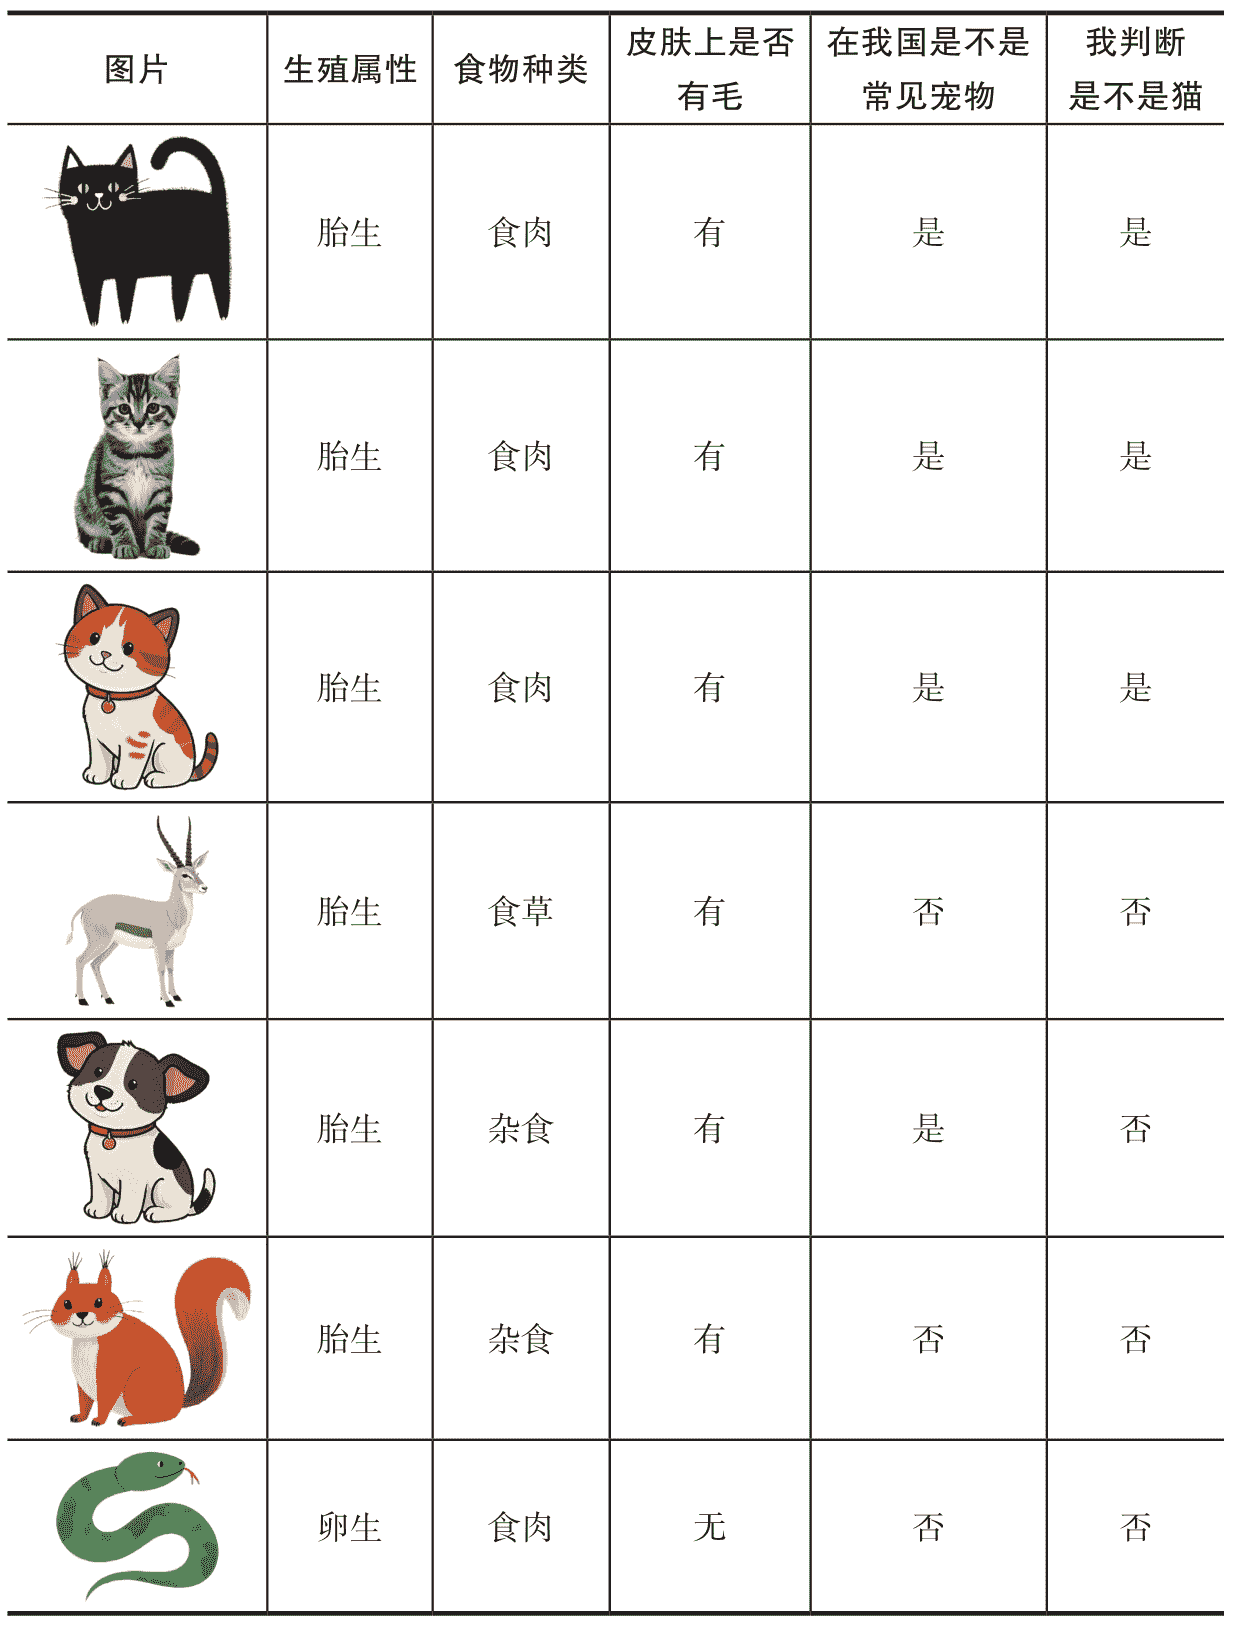 图片 生殖属性 食物种类 皮肤上是否有毛 在我国是不是常见宠物 我判断是不是猫
胎生 食肉 有 是 是
胎生 食肉 有 是 是
胎生 食肉 有 是 是
胎生 食草 有 否 否
胎生 杂食 有 是 否
胎生 杂食 有 否 否
卵生 食肉 无 否 否